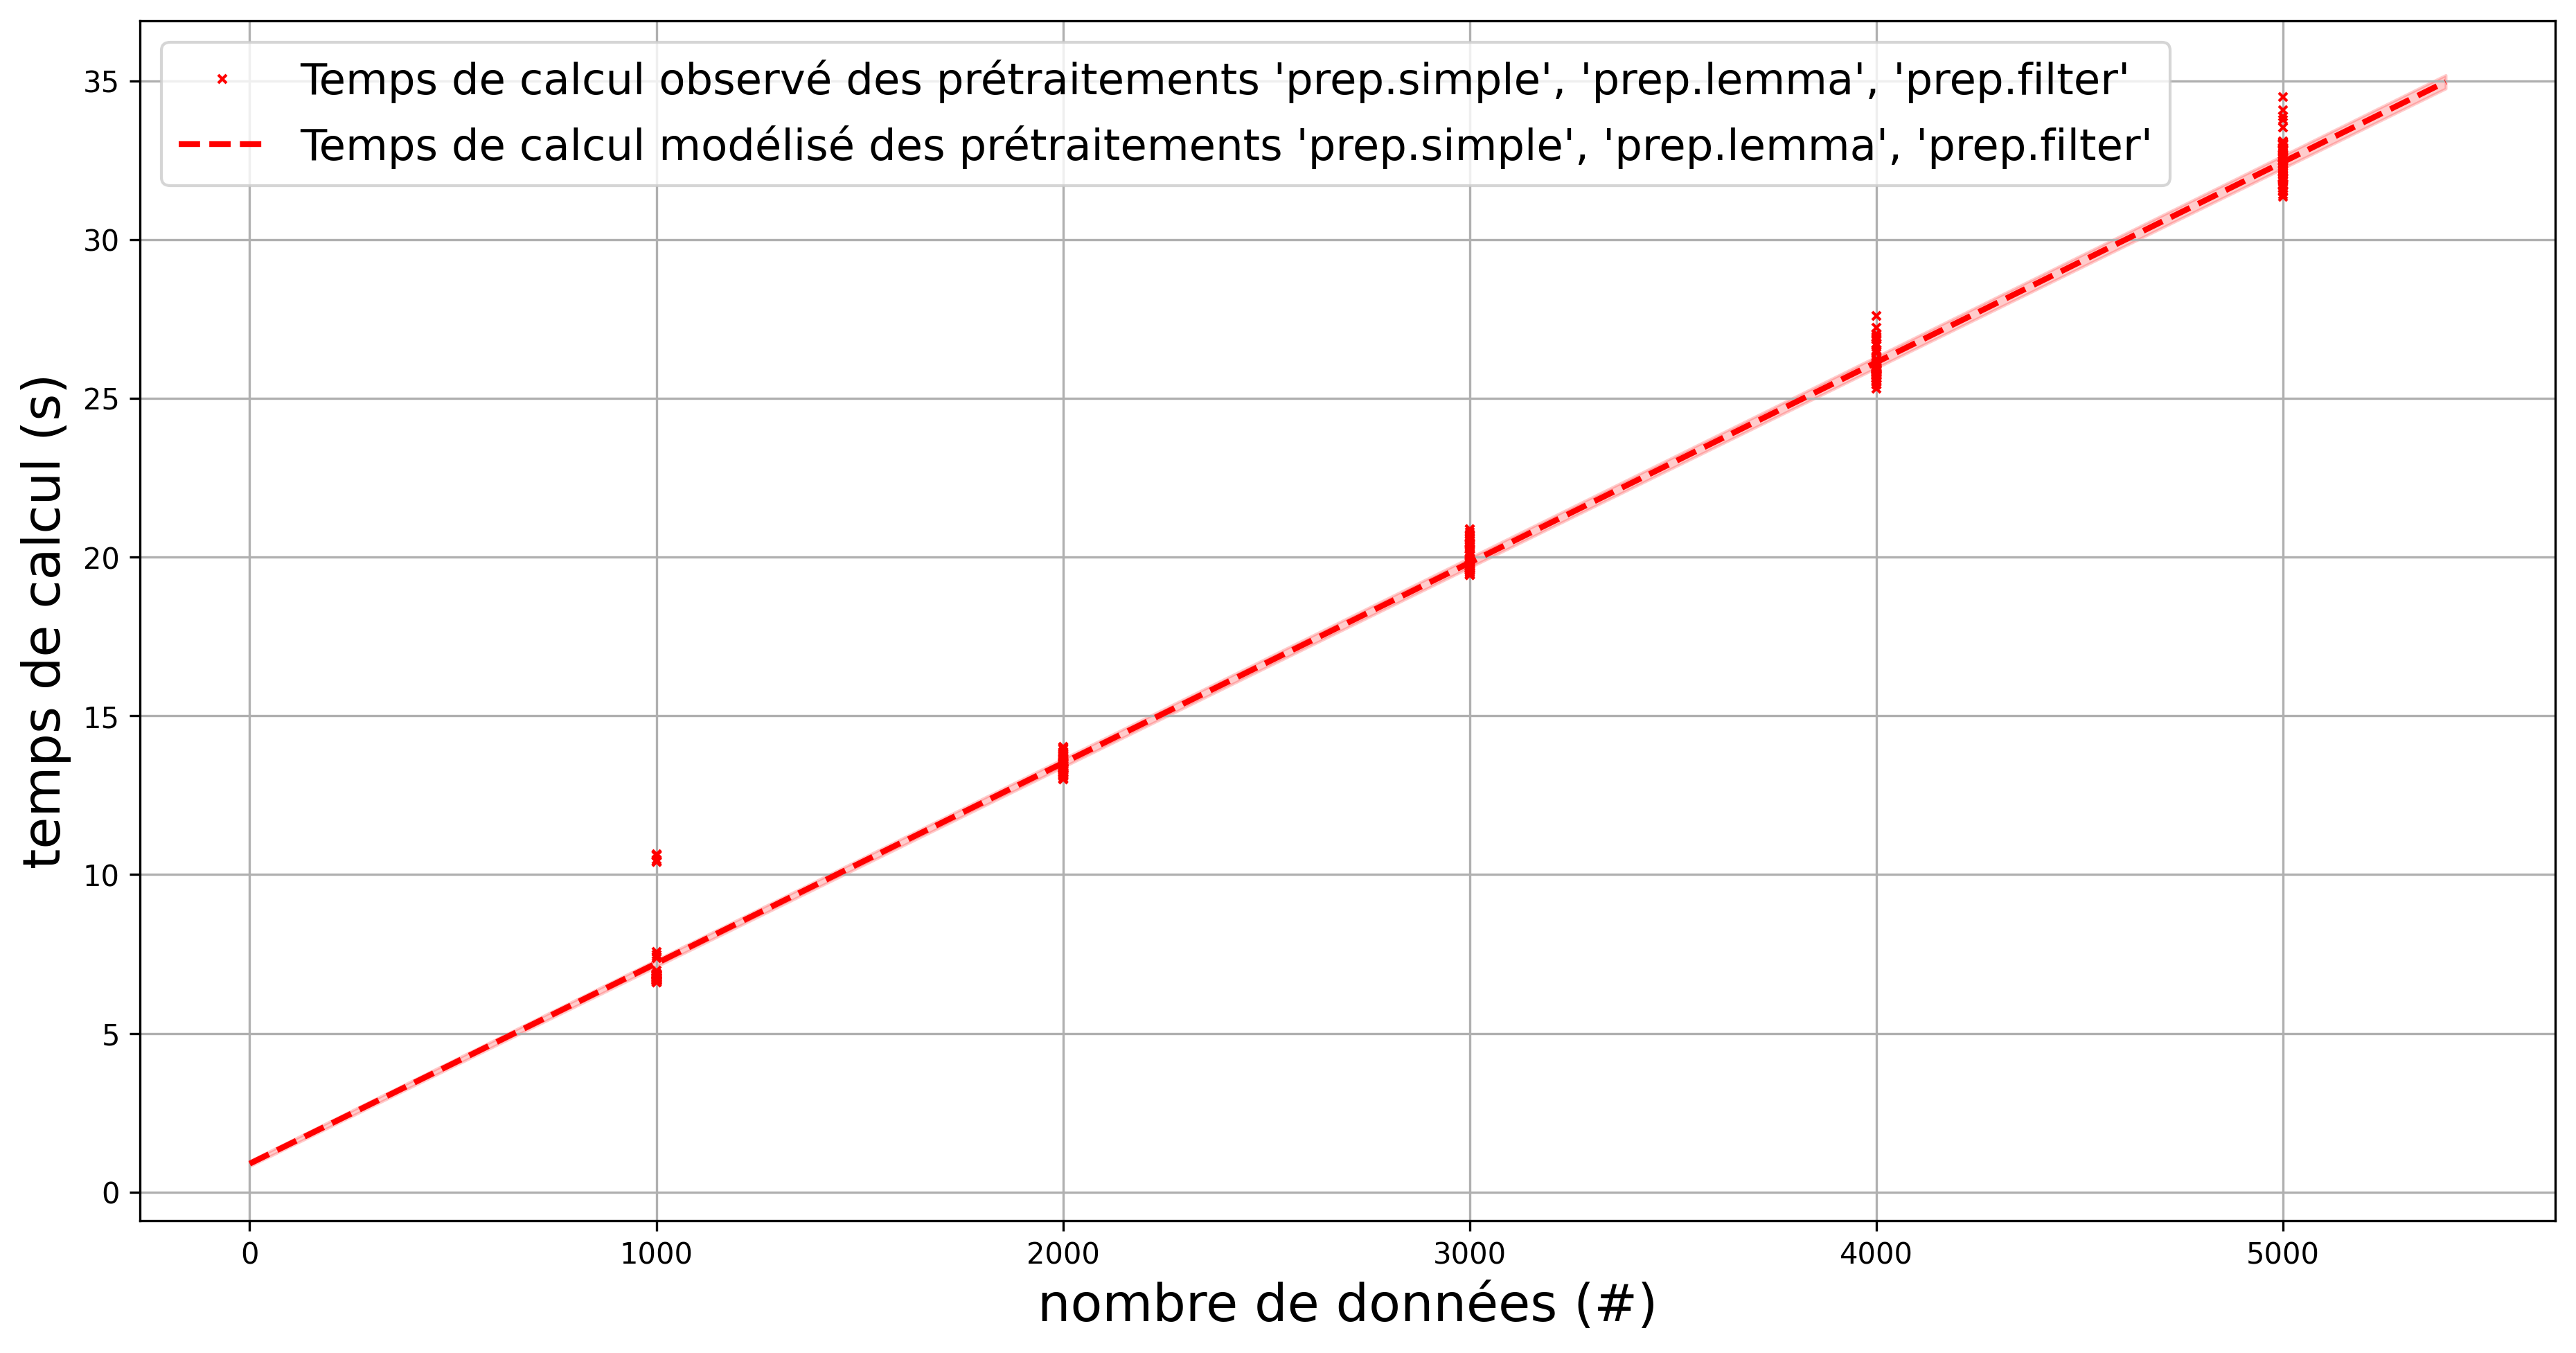 Temps de calcul observé des prétraitements 'prep.simple', 'prep.lemma', 'prep.filter'
Temps de calcul modélisé des prétraitements 'prep.simple', 'prep.lemma', 'prep.filter'
temps de calcul (s)
35
30
25
20
15
10
5
0
0 1000 2000 3000 4000 5000
nombre de données (#)